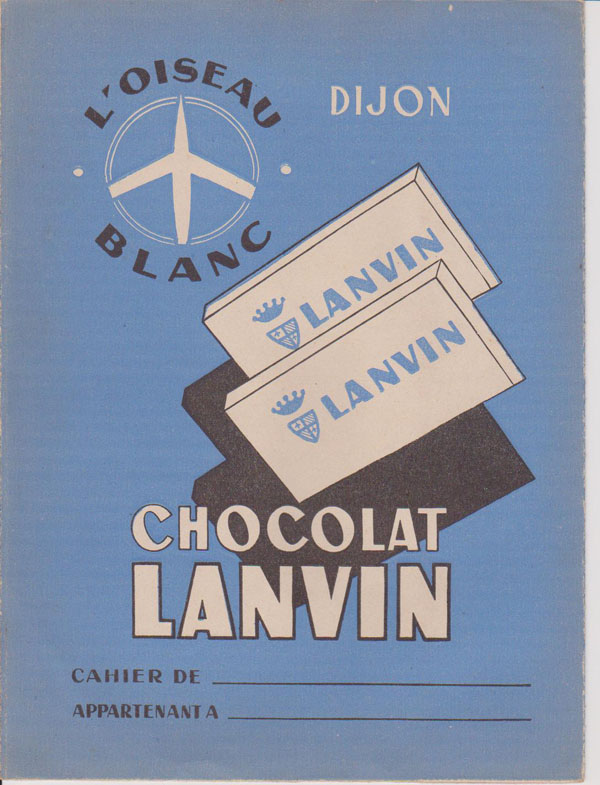 L'OISEAU
BLANC
DIJON
LANVIN
LANVIN
CHOCOLAT
LANVIN
CAHIER DE
APPARTENANT A